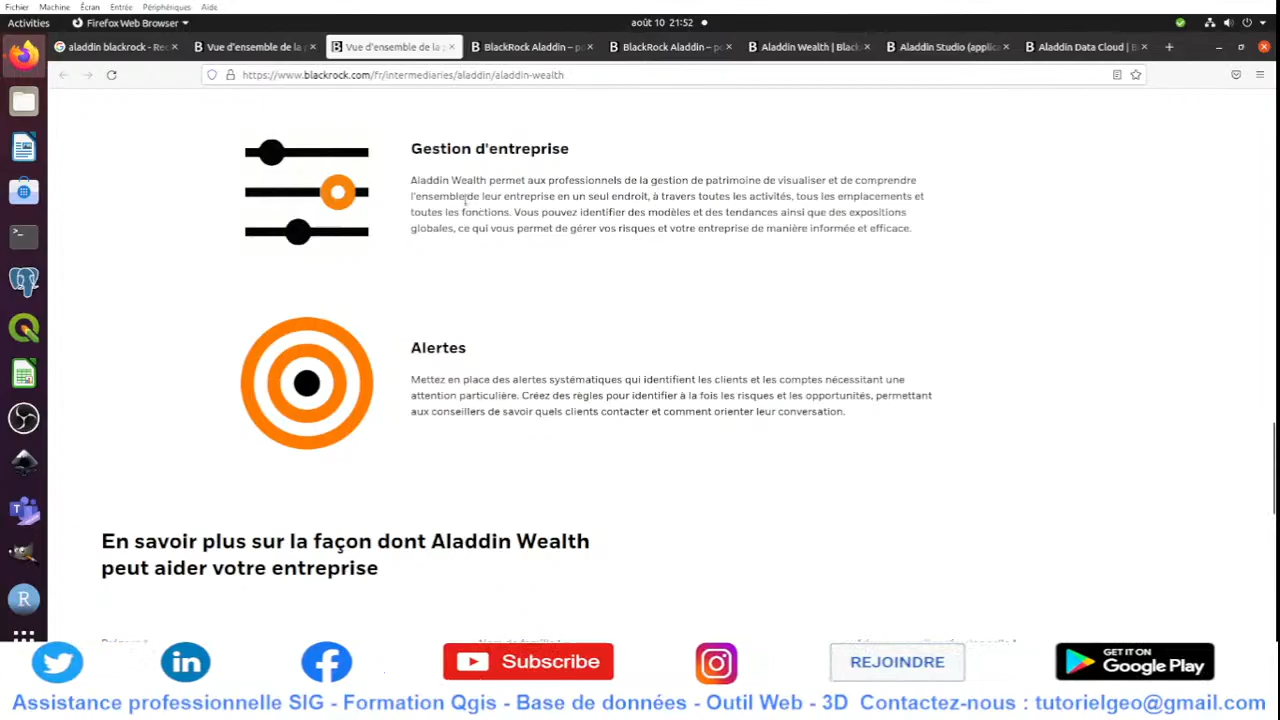 Fichier Machine Écran Entrée Périphériques Aide
Activities Firefox Web Browser août 10 21:52
aladdin blackrock - Rec
Vue d'ensemble de la p
Vue d'ensemble de la p
BlackRock Aladdin – po
BlackRock Aladdin – po
Aladdin Wealth | Black
Aladdin Studio (applica
Aladdin Data Cloud | B
https://www.blackrock.com/fr/intermediaries/aladdin/aladdin-wealth
Gestion d'entreprise
Aladdin Wealth permet aux professionnels de la gestion de patrimoine de visualiser et de comprendre
l'ensemble de leur entreprise en un seul endroit, à travers toutes les activités, tous les emplacements et
toutes les fonctions. Vous pouvez identifier des modèles et des tendances ainsi que des expositions
globales, ce qui vous permet de gérer vos risques et votre entreprise de manière informée et efficace.
Alertes
Mettez en place des alertes systématiques qui identifient les clients et les comptes nécessitant une
attention particulière. Créez des règles pour identifier à la fois les risques et les opportunités, permettant
aux conseillers de savoir quels clients contacter et comment orienter leur conversation.
En savoir plus sur la façon dont Aladdin Wealth
peut aider votre entreprise
Subscribe
REJOINDRE
GET IT ON
Google Play
Assistance professionnelle SIG - Formation Qgis - Base de données - Outil Web - 3D Contactez-nous : tutorielgeo@gmail.com